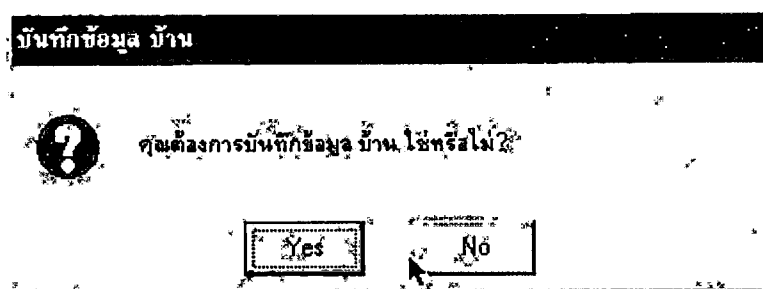 บันทึกข้อมูล บ้าน
คุณต้องการบันทึกข้อมูล บ้าน ใช่หรือไม่ ?
Yes
No